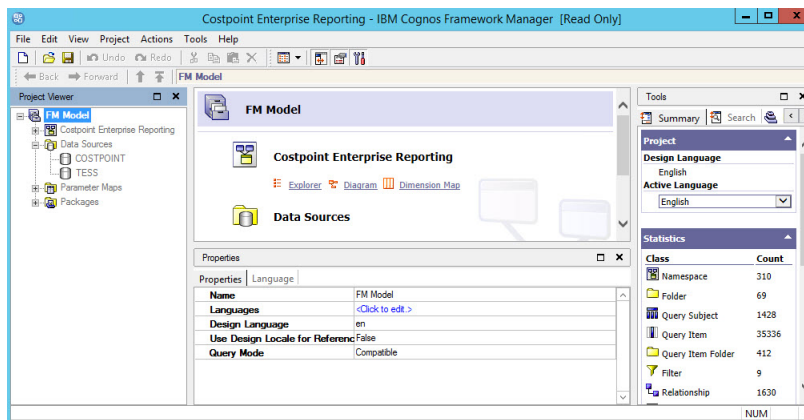 Costpoint Enterprise Reporting - IBM Cognos Framework Manager [Read Only]
File Edit View Project Actions Tools Help
Undo Redo
Back Forward FM Model
Project Viewer
FM Model
Costpoint Enterprise Reporting
Data Sources
COSTPOINT
TESS
Parameter Maps
Packages
FM Model
Costpoint Enterprise Reporting
Explorer Diagram Dimension Map
Data Sources
Properties
Properties Language
Name FM Model
Languages <Click to edit.>
Design Language en
Use Design Locale for Referenc False
Query Mode Compatible
Tools
Summary Search
Project
Design Language
English
Active Language
English
Statistics
Class Count
Namespace 310
Folder 69
Query Subject 1428
Query Item 35336
Query Item Folder 412
Filter 9
Relationship 1630
NUM